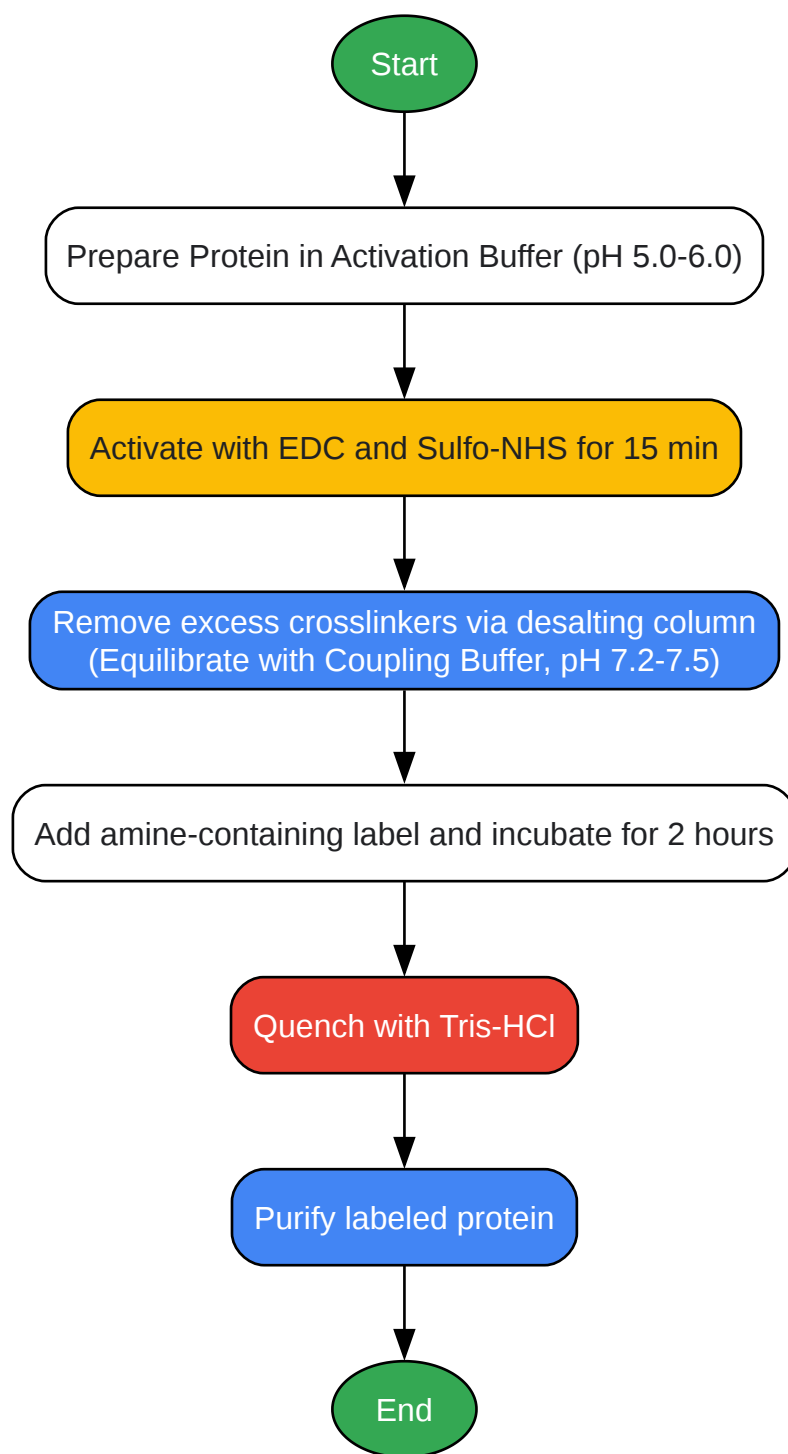 Start
Prepare Protein in Activation Buffer (pH 5.0-6.0)
Activate with EDC and Sulfo-NHS for 15 min
Remove excess crosslinkers via desalting column
(Equilibrate with Coupling Buffer, pH 7.2-7.5)
Add amine-containing label and incubate for 2 hours
Quench with Tris-HCl
Purify labeled protein
End